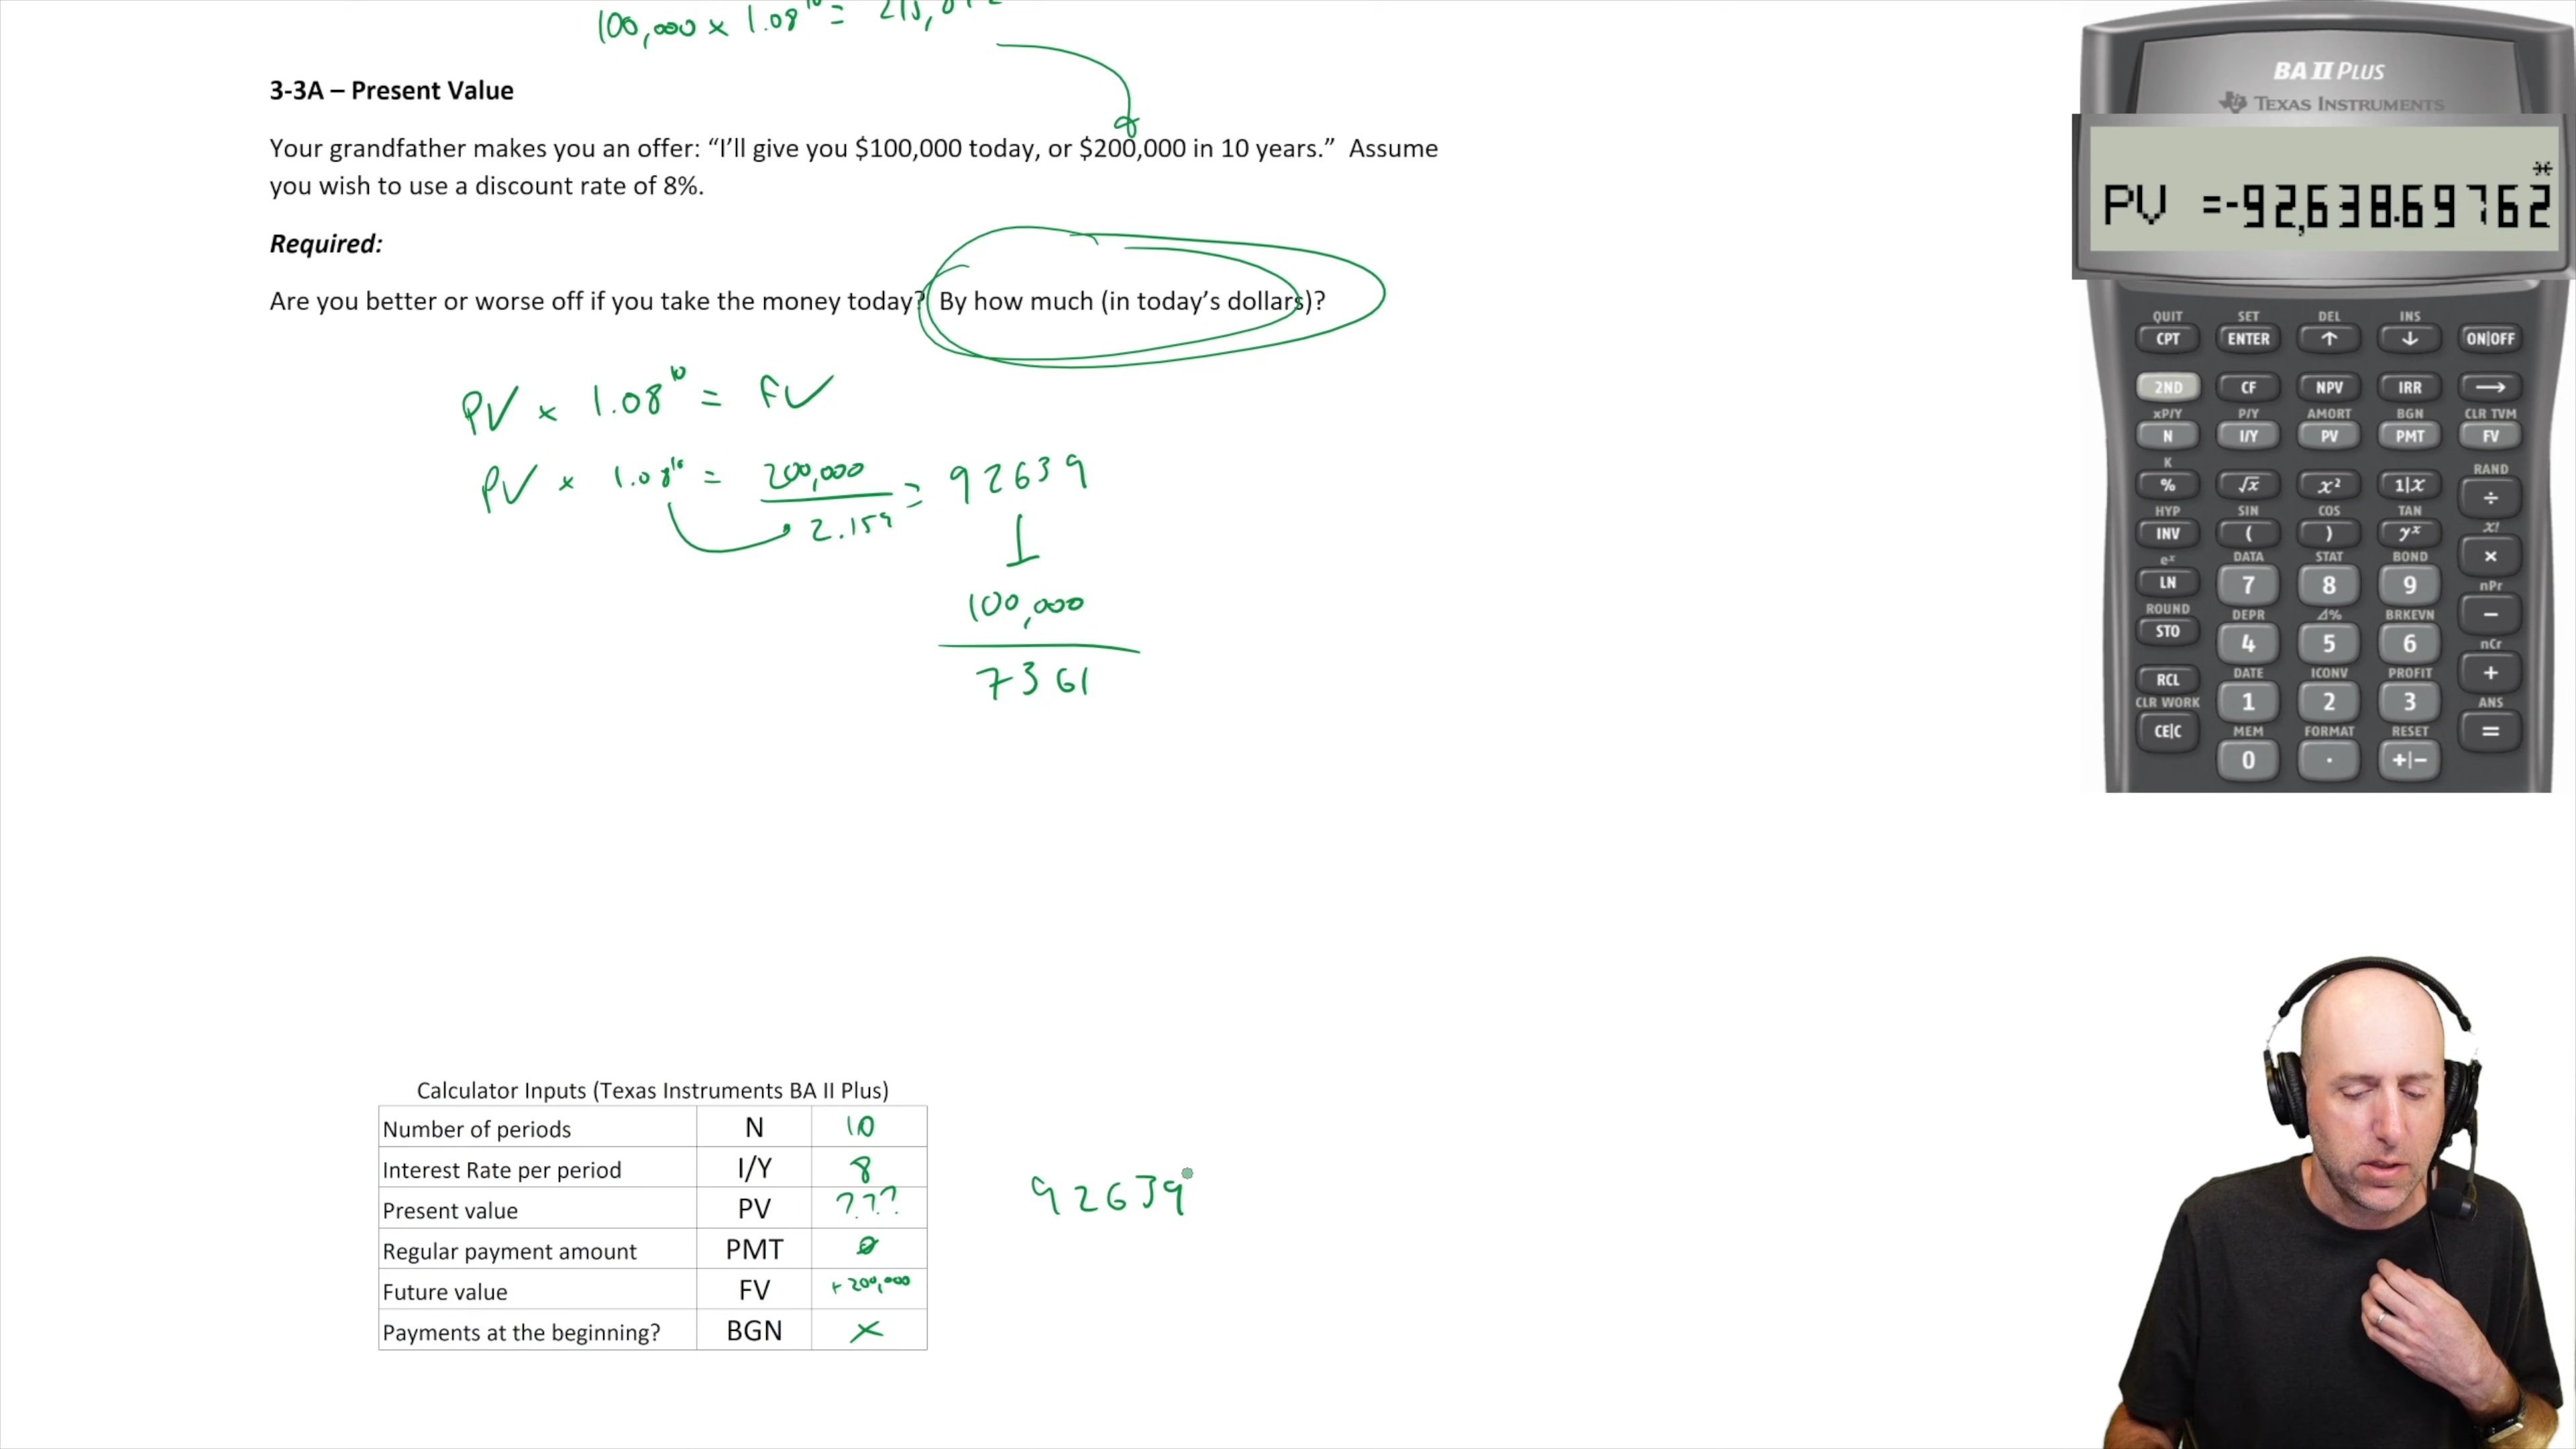 100,000 × 1.08^10 =
3-3A – Present Value
Your grandfather makes you an offer: “I’ll give you $100,000 today, or $200,000 in 10 years.” Assume
you wish to use a discount rate of 8%.
Required:
Are you better or worse off if you take the money today? By how much (in today’s dollars)?
PV × 1.08^10 = FV
PV × 1.08^10 = 200,000 / 2.159 = 92639
100,000
7361
Calculator Inputs (Texas Instruments BA II Plus)
Number of periods N 10
Interest Rate per period I/Y 8
Present value PV ???
Regular payment amount PMT 0
Future value FV +200,000
Payments at the beginning? BGN ×
92639
BA II PLUS
TEXAS INSTRUMENTS
*
PV =-92,638.69762
QUIT SET DEL INS
CPT ENTER ↑ ↓ ON|OFF
2ND CF NPV IRR →
xP/Y P/Y AMORT BGN CLR TVM
N I/Y PV PMT FV
K RAND
% √x x² 1|x ÷
HYP SIN COS TAN x!
INV ( ) yˣ ×
eˣ DATA STAT BOND nPr
LN 7 8 9 −
ROUND DEPR Δ% BRKEVN nCr
STO 4 5 6 +
DATE ICONV PROFIT
RCL 1 2 3
CLR WORK MEM FORMAT RESET ANS
CE|C 0 . +|− =